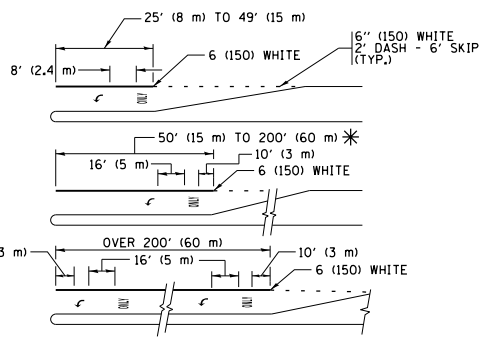 25' (8 m) TO 49' (15 m)
6" (150) WHITE
2' DASH - 6' SKIP
(TYP.)
6 (150) WHITE
8' (2.4 m)
ONLY
50' (15 m) TO 200' (60 m) *
16' (5 m)
10' (3 m)
6 (150) WHITE
ONLY
OVER 200' (60 m)
3 m)
16' (5 m)
10' (3 m)
6 (150) WHITE
ONLY
ONLY